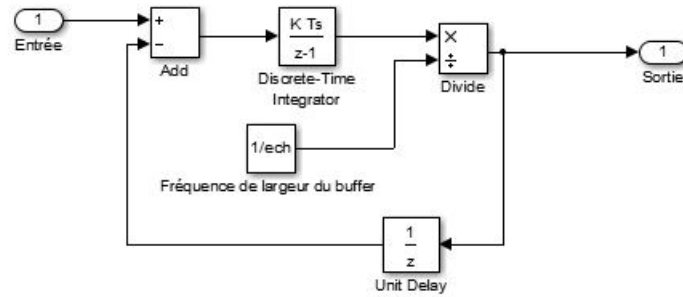 1
Entrée
+
−
Add
K Ts
z-1
Discrete-Time
Integrator
×
÷
Divide
1
Sortie
1/ech
Fréquence de largeur du buffer
1
z
Unit Delay